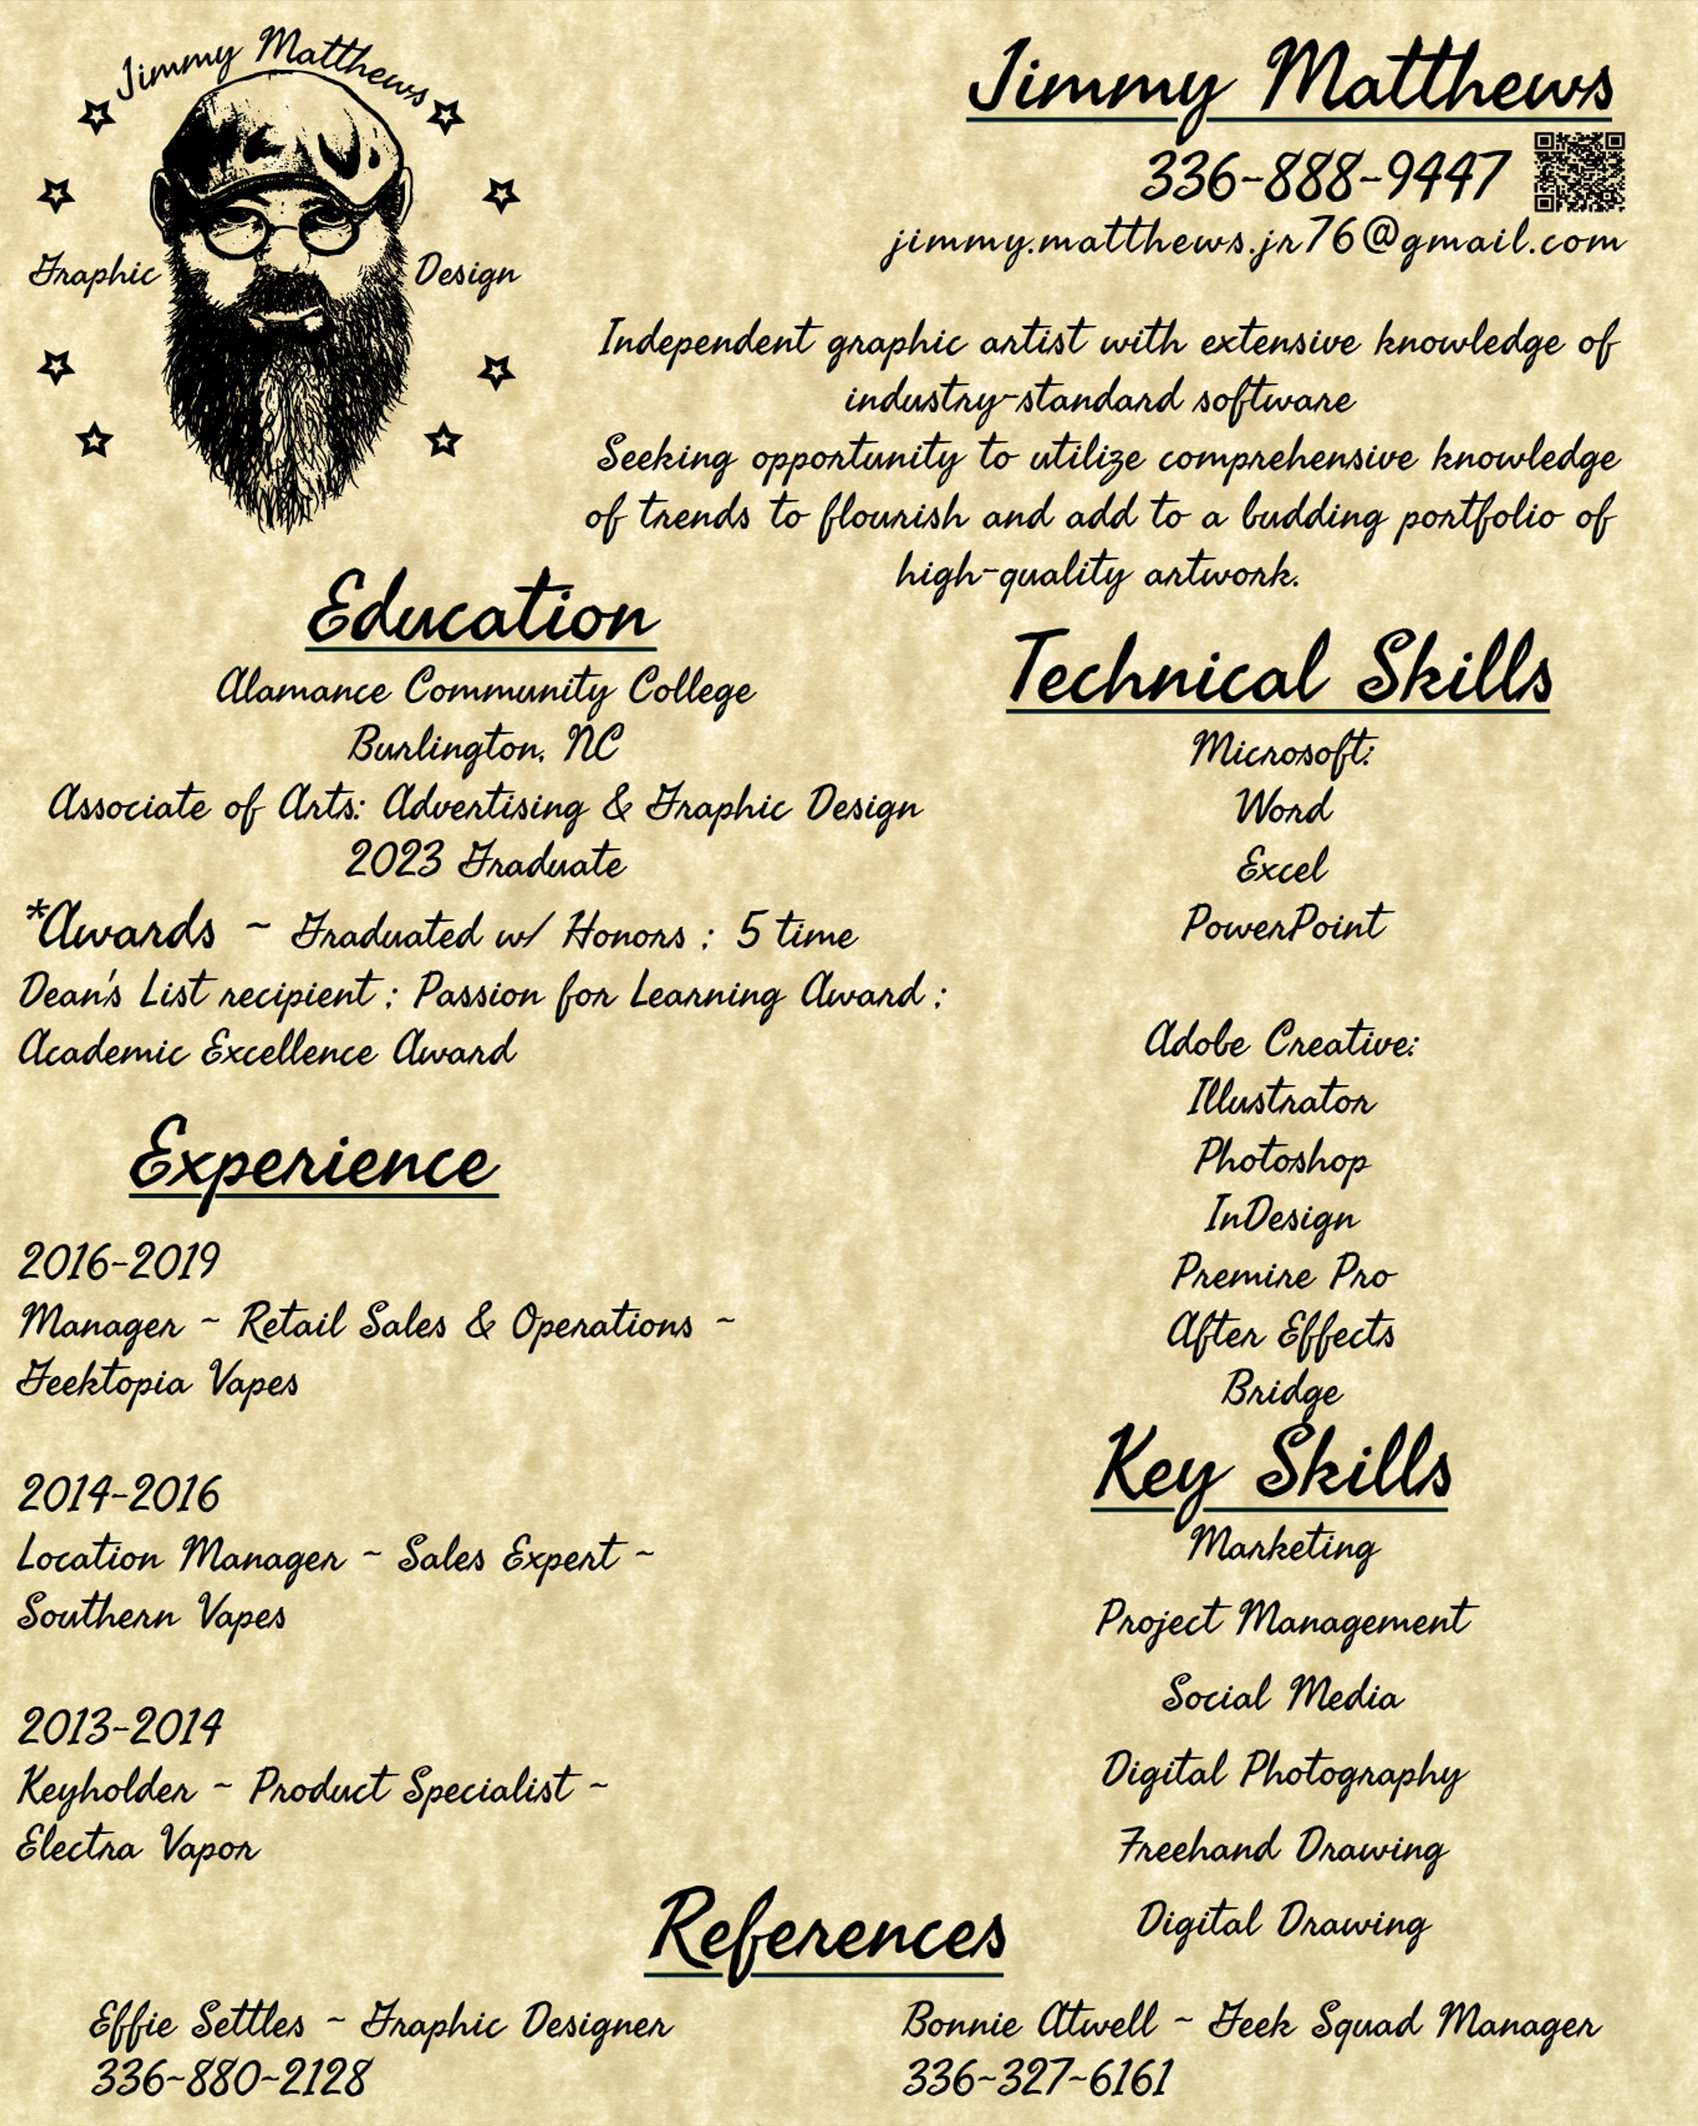 Jimmy Matthews
Graphic Design
Jimmy Matthews
336-888-9447
jimmy.matthews.jr76@gmail.com
Independent graphic artist with extensive knowledge of
industry-standard software
Seeking opportunity to utilize comprehensive knowledge
of trends to flourish and add to a budding portfolio of
high-quality artwork.
Education
Alamance Community College
Burlington, NC
Associate of Arts: Advertising & Graphic Design
2023 Graduate
*Awards ~ Graduated w/ Honors ; 5 time
Dean's List recipient ; Passion for Learning Award ;
Academic Excellence Award
Experience
2016-2019
Manager ~ Retail Sales & Operations ~
Geektopia Vapes
2014-2016
Location Manager ~ Sales Expert ~
Southern Vapes
2013-2014
Keyholder ~ Product Specialist ~
Electra Vapor
Technical Skills
Microsoft:
Word
Excel
PowerPoint
Adobe Creative:
Illustrator
Photoshop
InDesign
Premire Pro
After Effects
Bridge
Key Skills
Marketing
Project Management
Social Media
Digital Photography
Freehand Drawing
Digital Drawing
References
Effie Settles ~ Graphic Designer
336-880-2128
Bonnie Atwell ~ Geek Squad Manager
336-327-6161